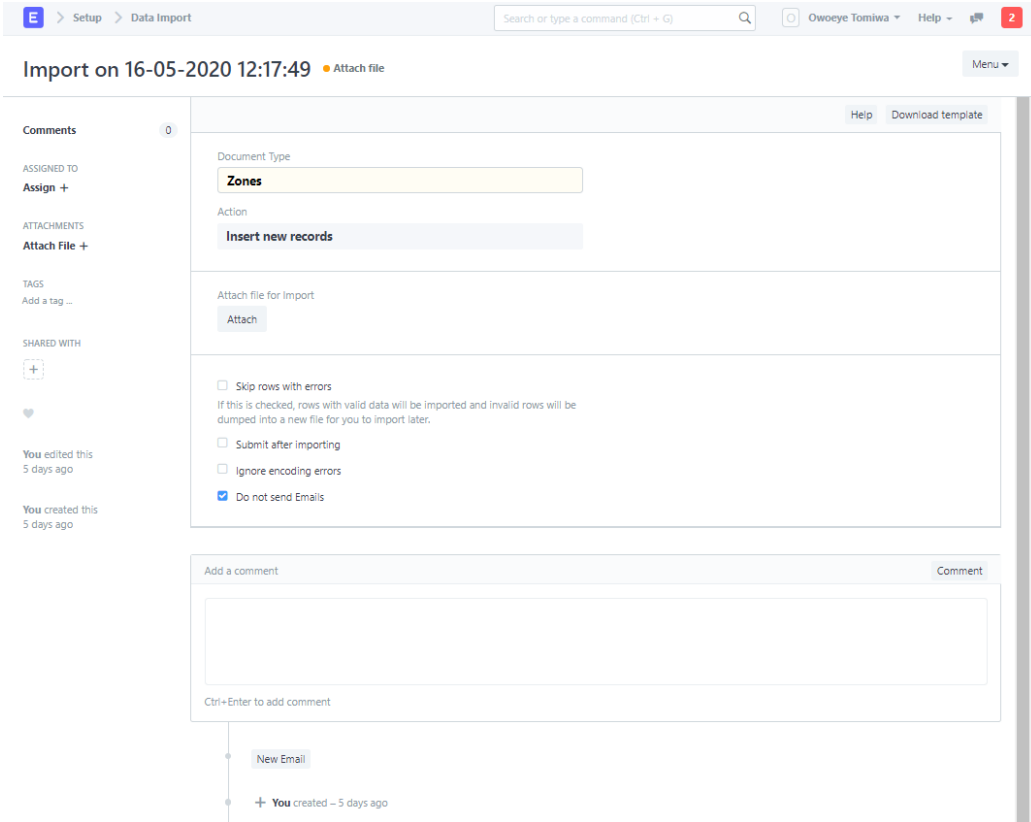 E Setup Data Import Search or type a command (Ctrl + G) O Owoeye Tomiwa Help 2
Import on 16-05-2020 12:17:49 Attach file Menu
Comments 0
ASSIGNED TO
Assign +
ATTACHMENTS
Attach File +
TAGS
Add a tag ...
SHARED WITH
+
You edited this
5 days ago
You created this
5 days ago
Help Download template
Document Type
Zones
Action
Insert new records
Attach file for Import
Attach
Skip rows with errors
If this is checked, rows with valid data will be imported and invalid rows will be
dumped into a new file for you to import later.
Submit after importing
Ignore encoding errors
Do not send Emails
Add a comment Comment
Ctrl+Enter to add comment
New Email
+ You created – 5 days ago